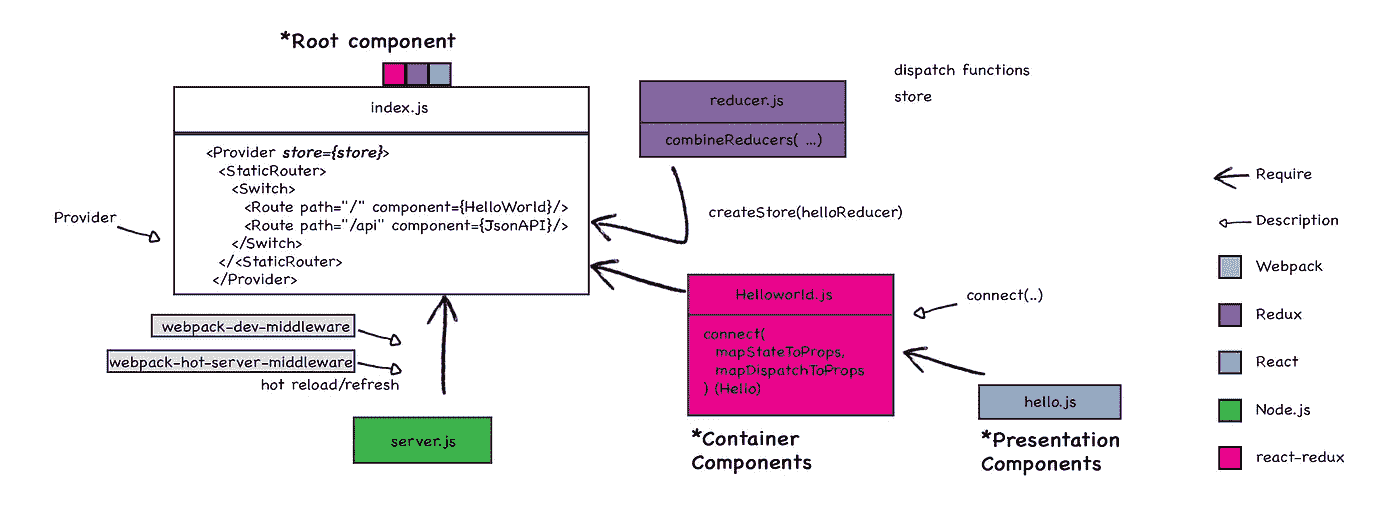 *Root component
index.js
<Provider store={store}>
<StaticRouter>
<Switch>
<Route path="/" component={HelloWorld}/>
<Route path="/api" component={JsonAPI}/>
</Switch>
</<StaticRouter>
</Provider>
Provider
webpack-dev-middleware
webpack-hot-server-middleware
hot reload/refresh
server.js
reducer.js
combineReducers( ...)
createStore(helloReducer)
dispatch functions
store
Helloworld.js
connect(
mapStateToProps,
mapDispatchToProps
) (Hello)
*Container
Components
connect(..)
hello.js
*Presentation
Components
Require
Description
Webpack
Redux
React
Node.js
react-redux